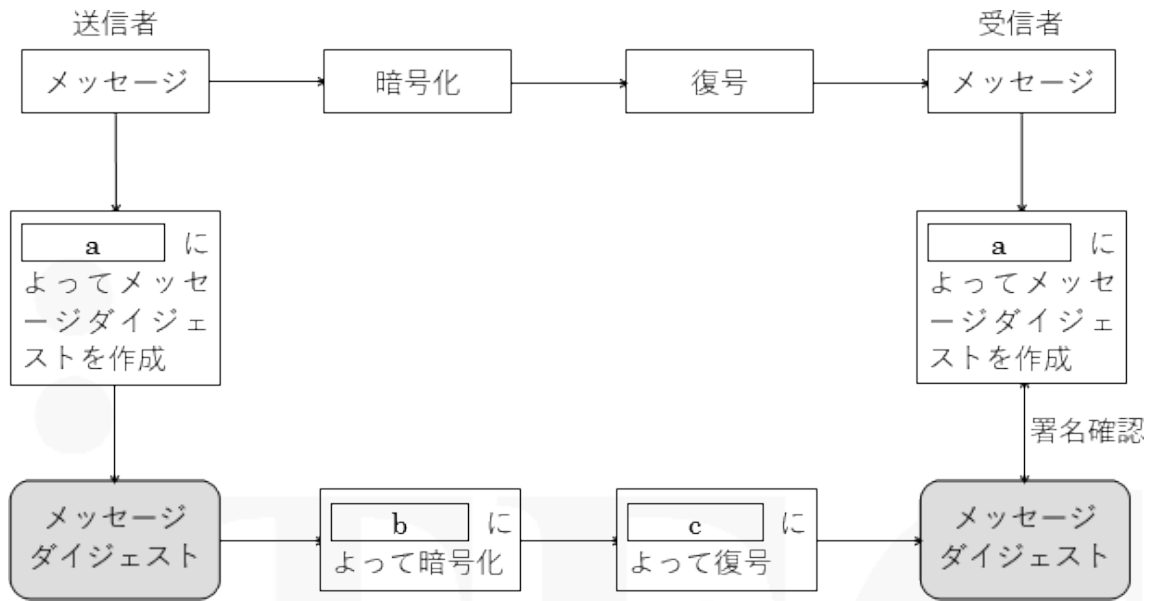 送信者
受信者
メッセージ
暗号化
復号
メッセージ
a に
よってメッセ
ージダイジェ
ストを作成
a に
よってメッセ
ージダイジェ
ストを作成
署名確認
メッセージ
ダイジェスト
b に
よって暗号化
c に
よって復号
メッセージ
ダイジェスト